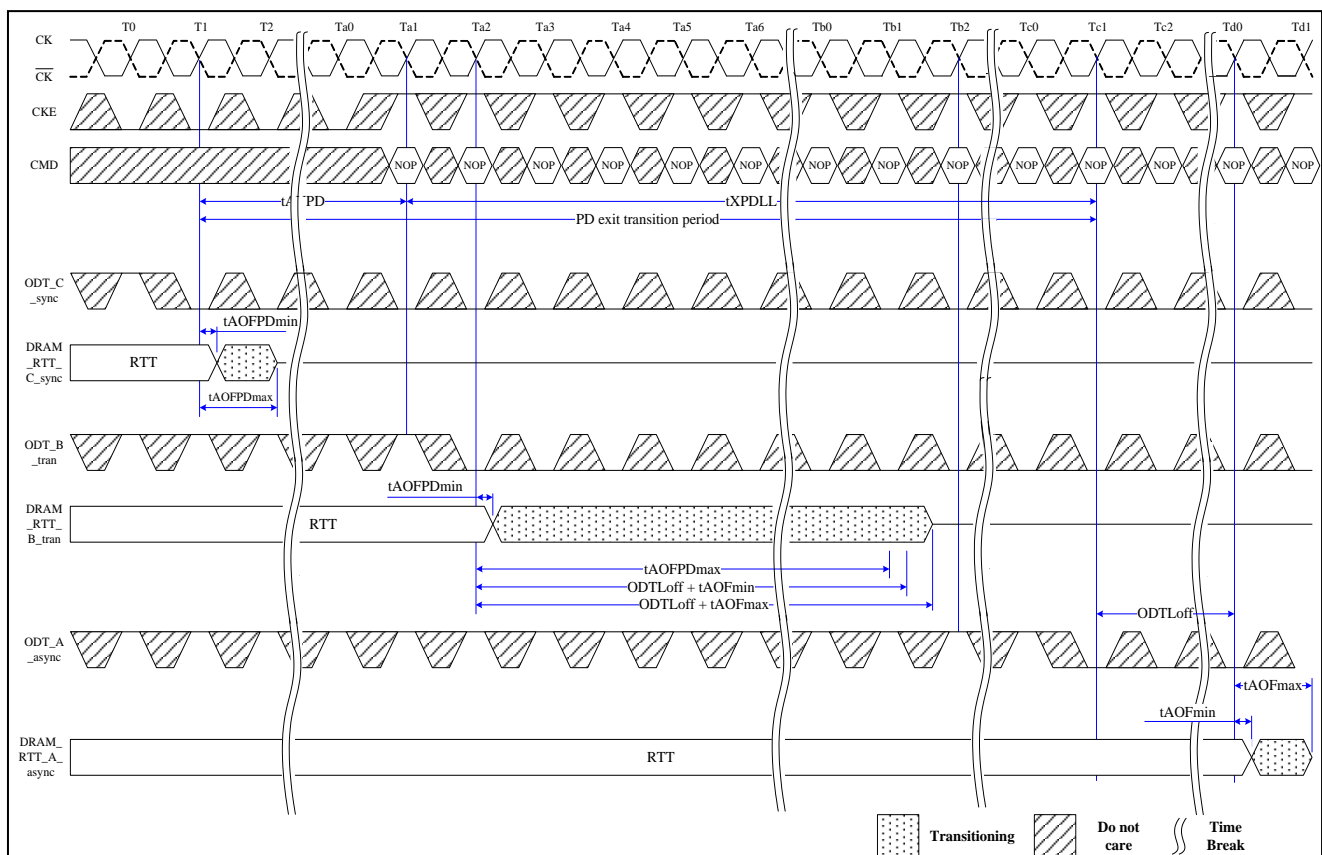 T0 T1 T2 Ta0 Ta1 Ta2 Ta3 Ta4 Ta5 Ta6 Tb0 Tb1 Tb2 Tc0 Tc1 Tc2 Td0 Td1
CK
CK
CKE
CMD
NOP NOP NOP NOP NOP NOP NOP NOP NOP NOP NOP NOP NOP NOP
tXPDLL
PD exit transition period
ODT_C
_sync
tAOFPDmin
DRAM
_RTT_
C_sync
RTT
tAOFPDmax
ODT_B
_tran
tAOFPDmin
DRAM
_RTT_
B_tran
RTT
tAOFPDmax
ODTLoff + tAOFmin
ODTLoff + tAOFmax
ODTLoff
ODT_A
_async
tAOFmax
tAOFmin
DRAM_
RTT_A_
async
RTT
Transitioning
Do not
care
Time
Break